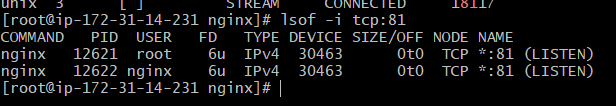 unix 3 [ ] STREAM CONNECTED 18117
[root@ip-172-31-14-231 nginx]# lsof -i tcp:81
COMMAND PID USER FD TYPE DEVICE SIZE/OFF NODE NAME
nginx 12621 root 6u IPv4 30463 0t0 TCP *:81 (LISTEN)
nginx 12622 nginx 6u IPv4 30463 0t0 TCP *:81 (LISTEN)
[root@ip-172-31-14-231 nginx]#